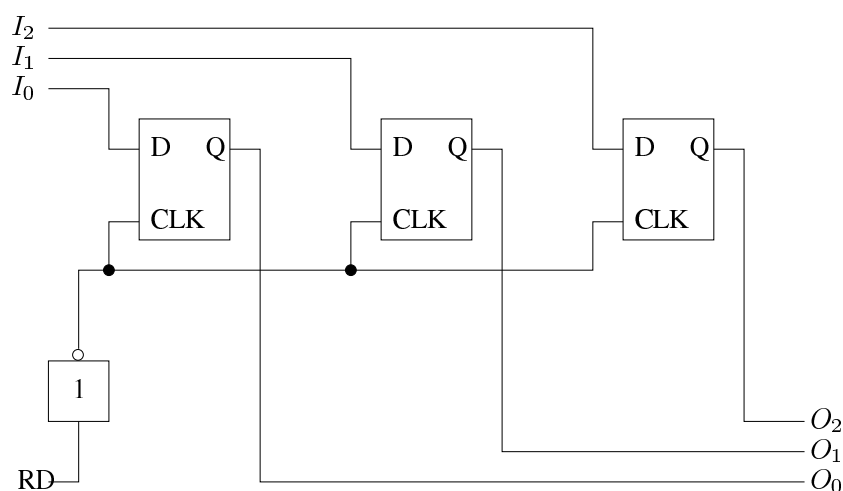 I₂
I₁
I₀
D Q D Q D Q
CLK CLK CLK
1
O₂
O₁
RD O₀